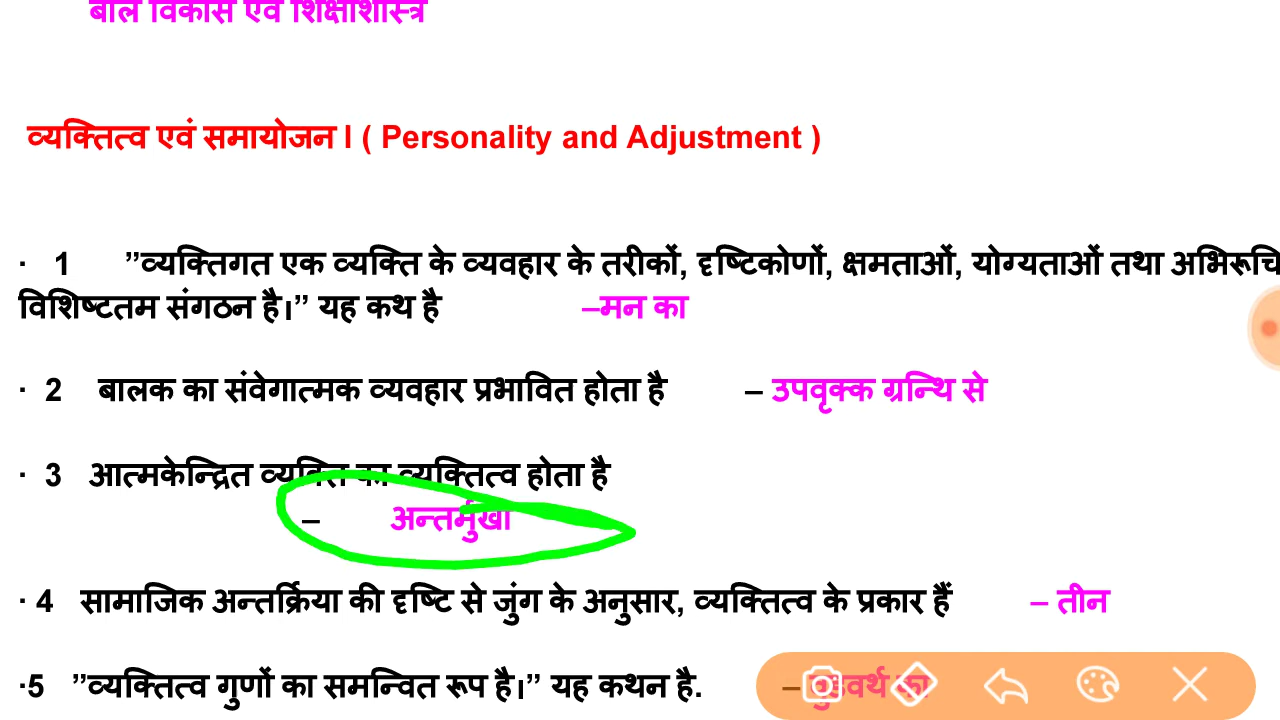 बाल विकास एवं शिक्षाशास्त्र
व्यक्तित्व एवं समायोजन l ( Personality and Adjustment )
· 1 ”व्यक्तिगत एक व्यक्ति के व्यवहार के तरीकों, दृष्टिकोणों, क्षमताओं, योग्यताओं तथा अभिरूचि
विशिष्टतम संगठन है।” यह कथ है –मन का
· 2 बालक का संवेगात्मक व्यवहार प्रभावित होता है – उपवृक्क ग्रन्थि से
· 3 आत्मकेन्द्रित व्यक्ति का व्यक्तित्व होता है
– अन्तर्मुखी
· 4 सामाजिक अन्तर्क्रिया की दृष्टि से जुंग के अनुसार, व्यक्तित्व के प्रकार हैं – तीन
·5 ”व्यक्तित्व गुणों का समन्वित रूप है।” यह कथन है. –